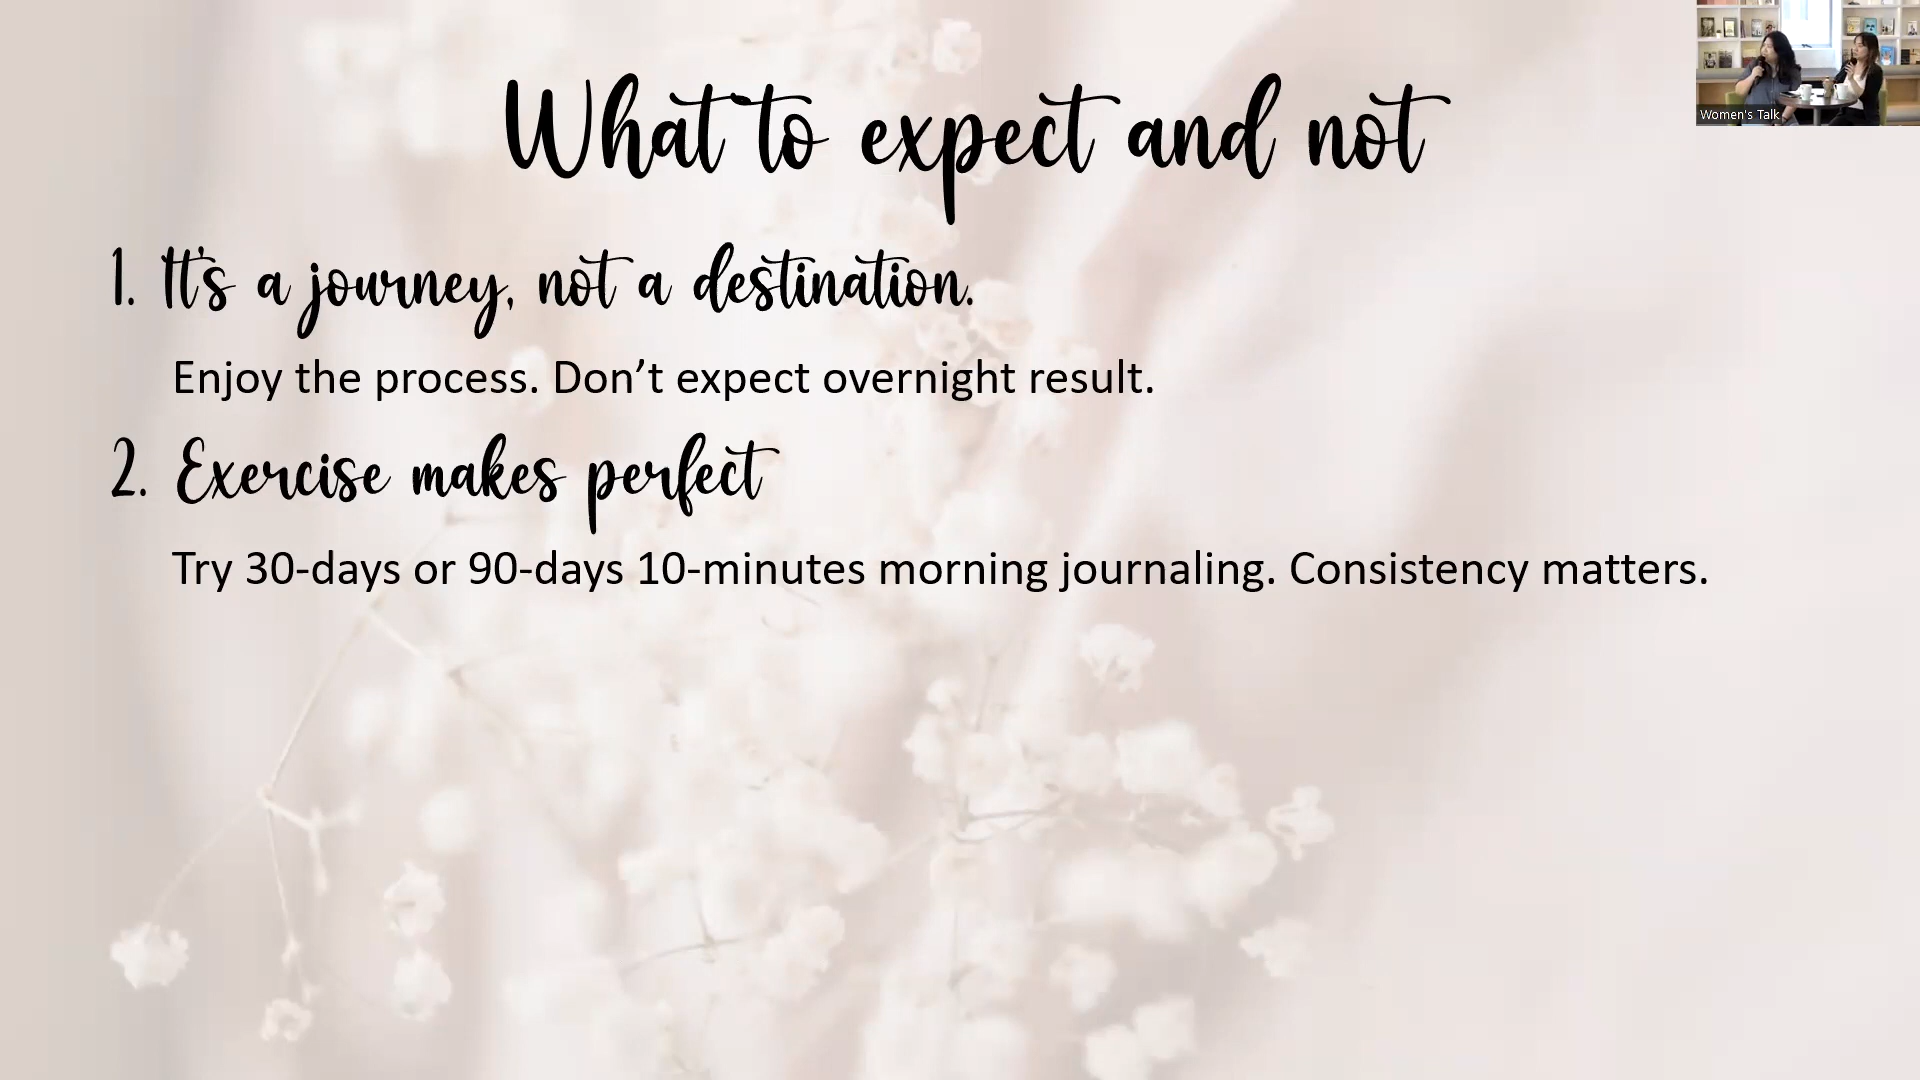 What to expect and not
1. It's a journey, not a destination.
Enjoy the process. Don’t expect overnight result.
2. Exercise makes perfect
Try 30-days or 90-days 10-minutes morning journaling. Consistency matters.
Women's Talk